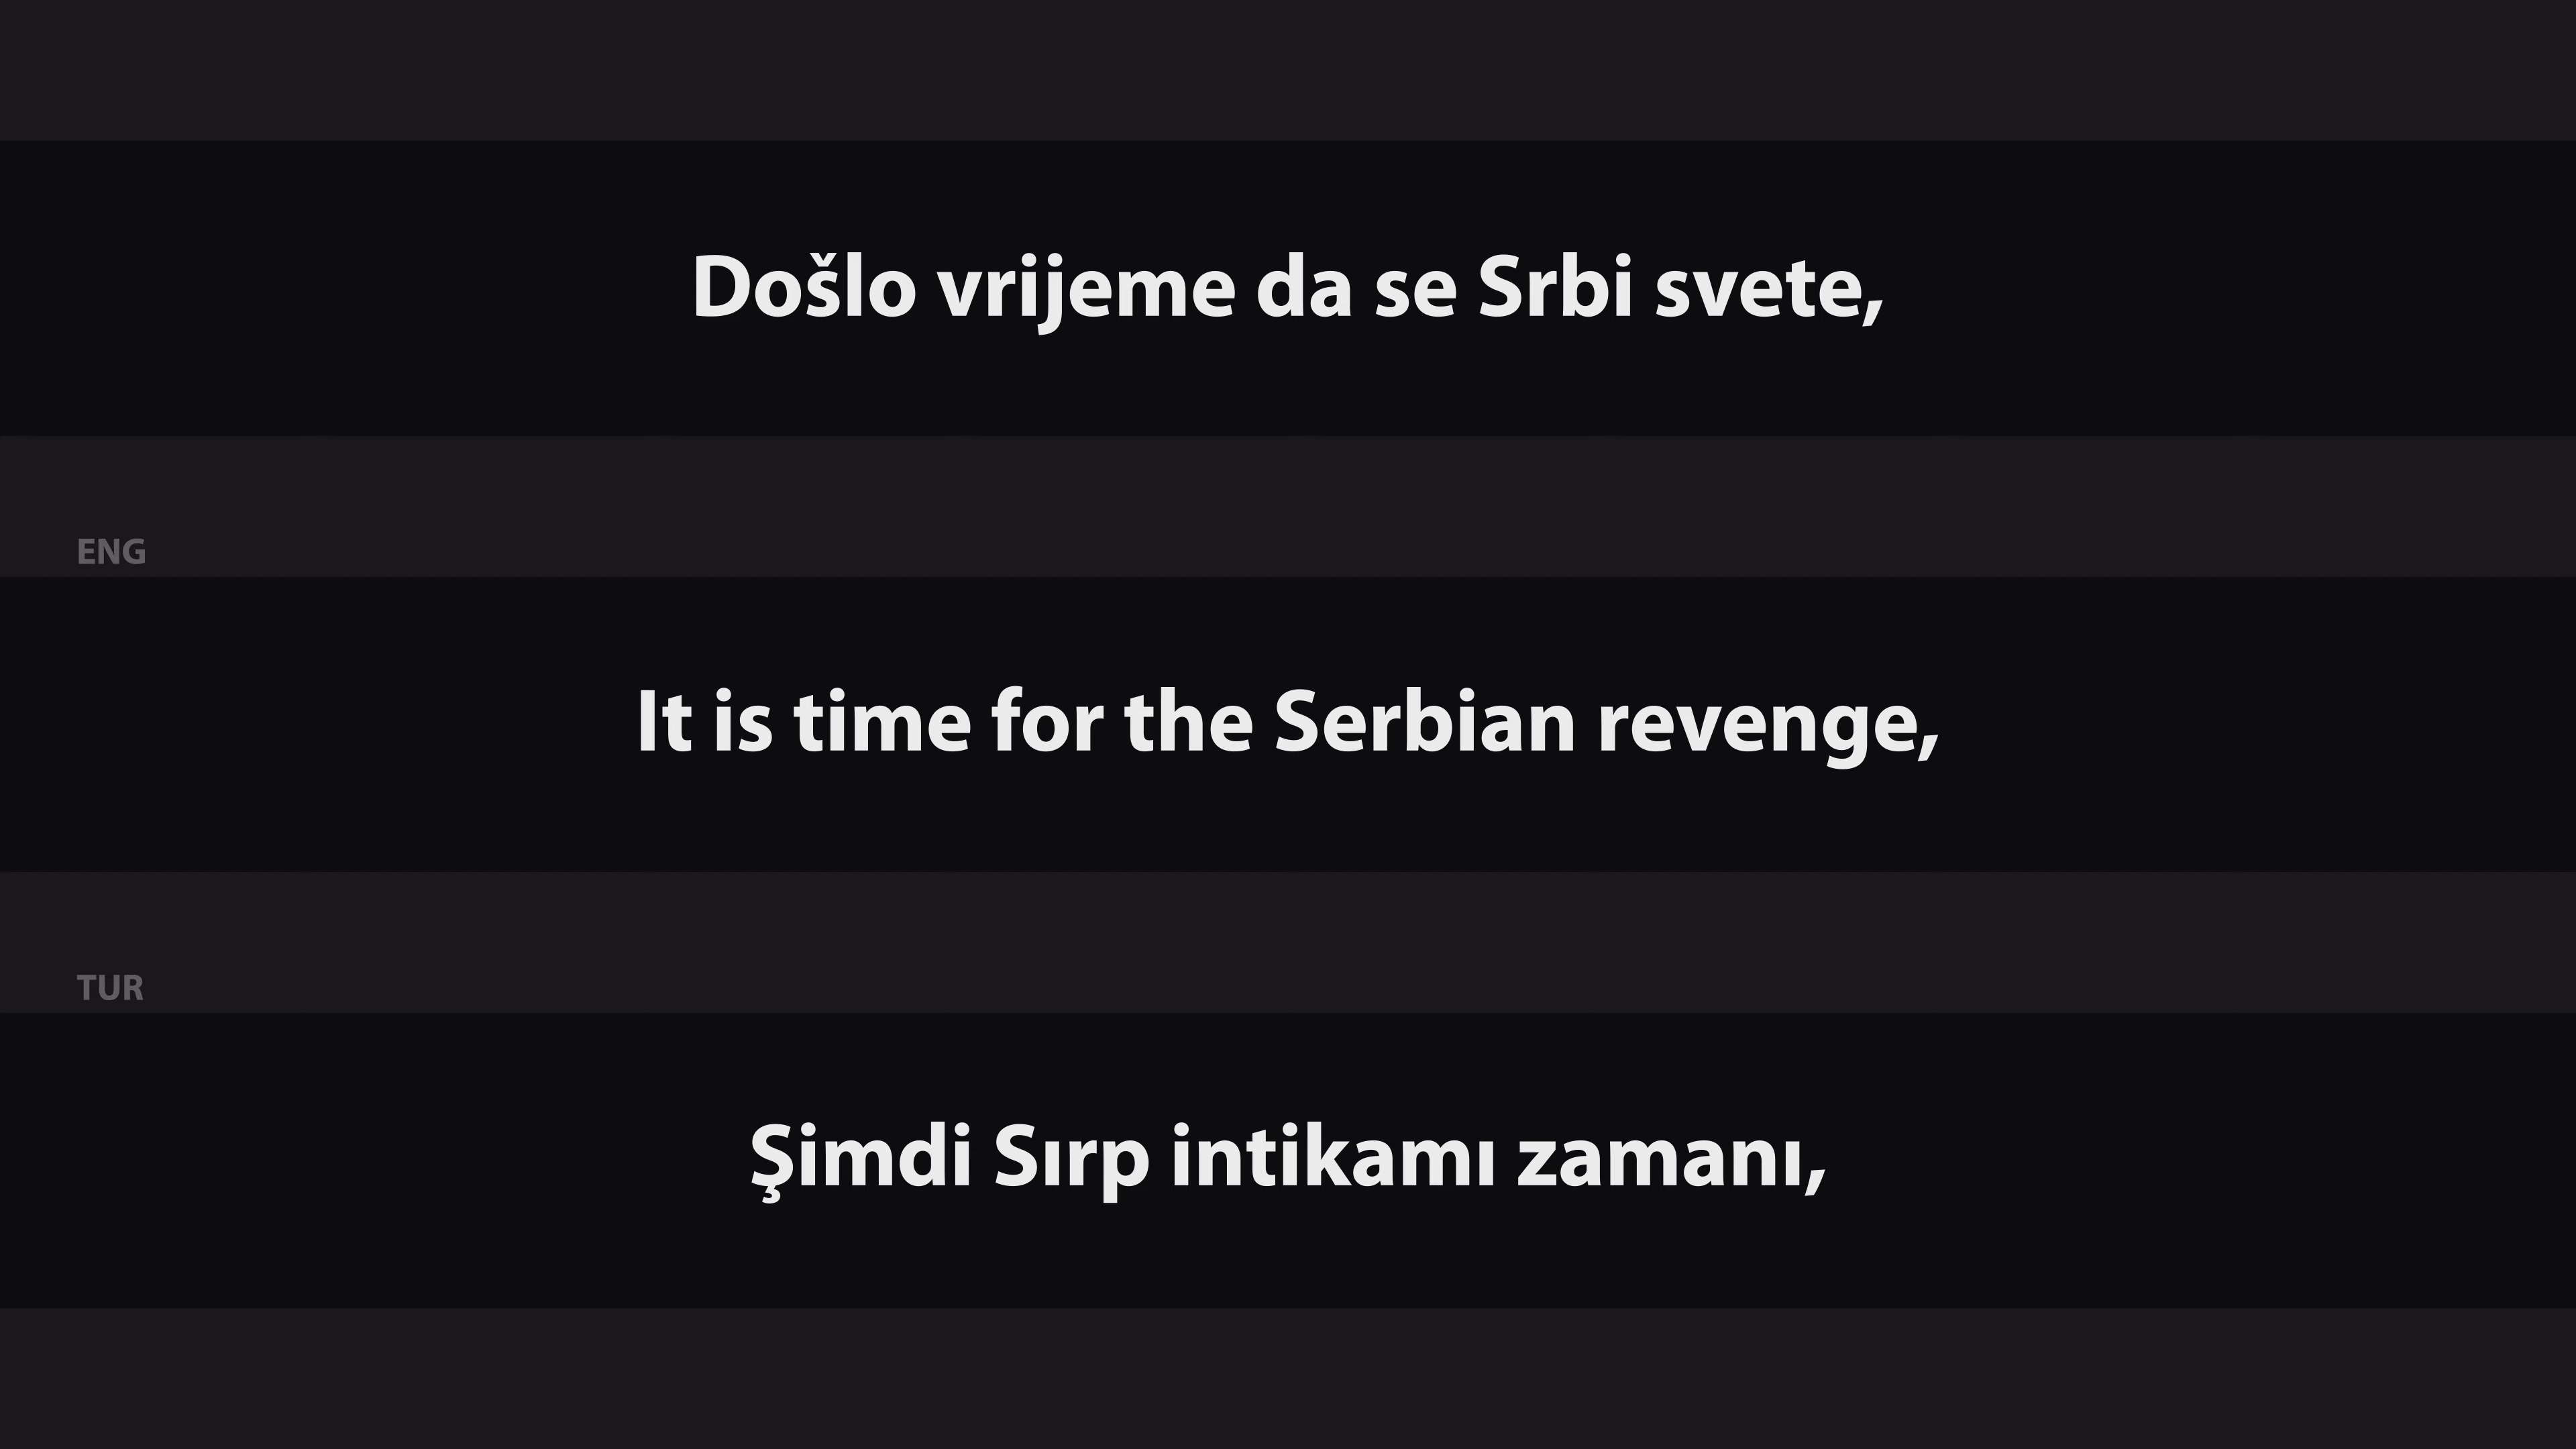 Došlo vrijeme da se Srbi svete,
ENG
It is time for the Serbian revenge,
TUR
Şimdi Sırp intikamı zamanı,